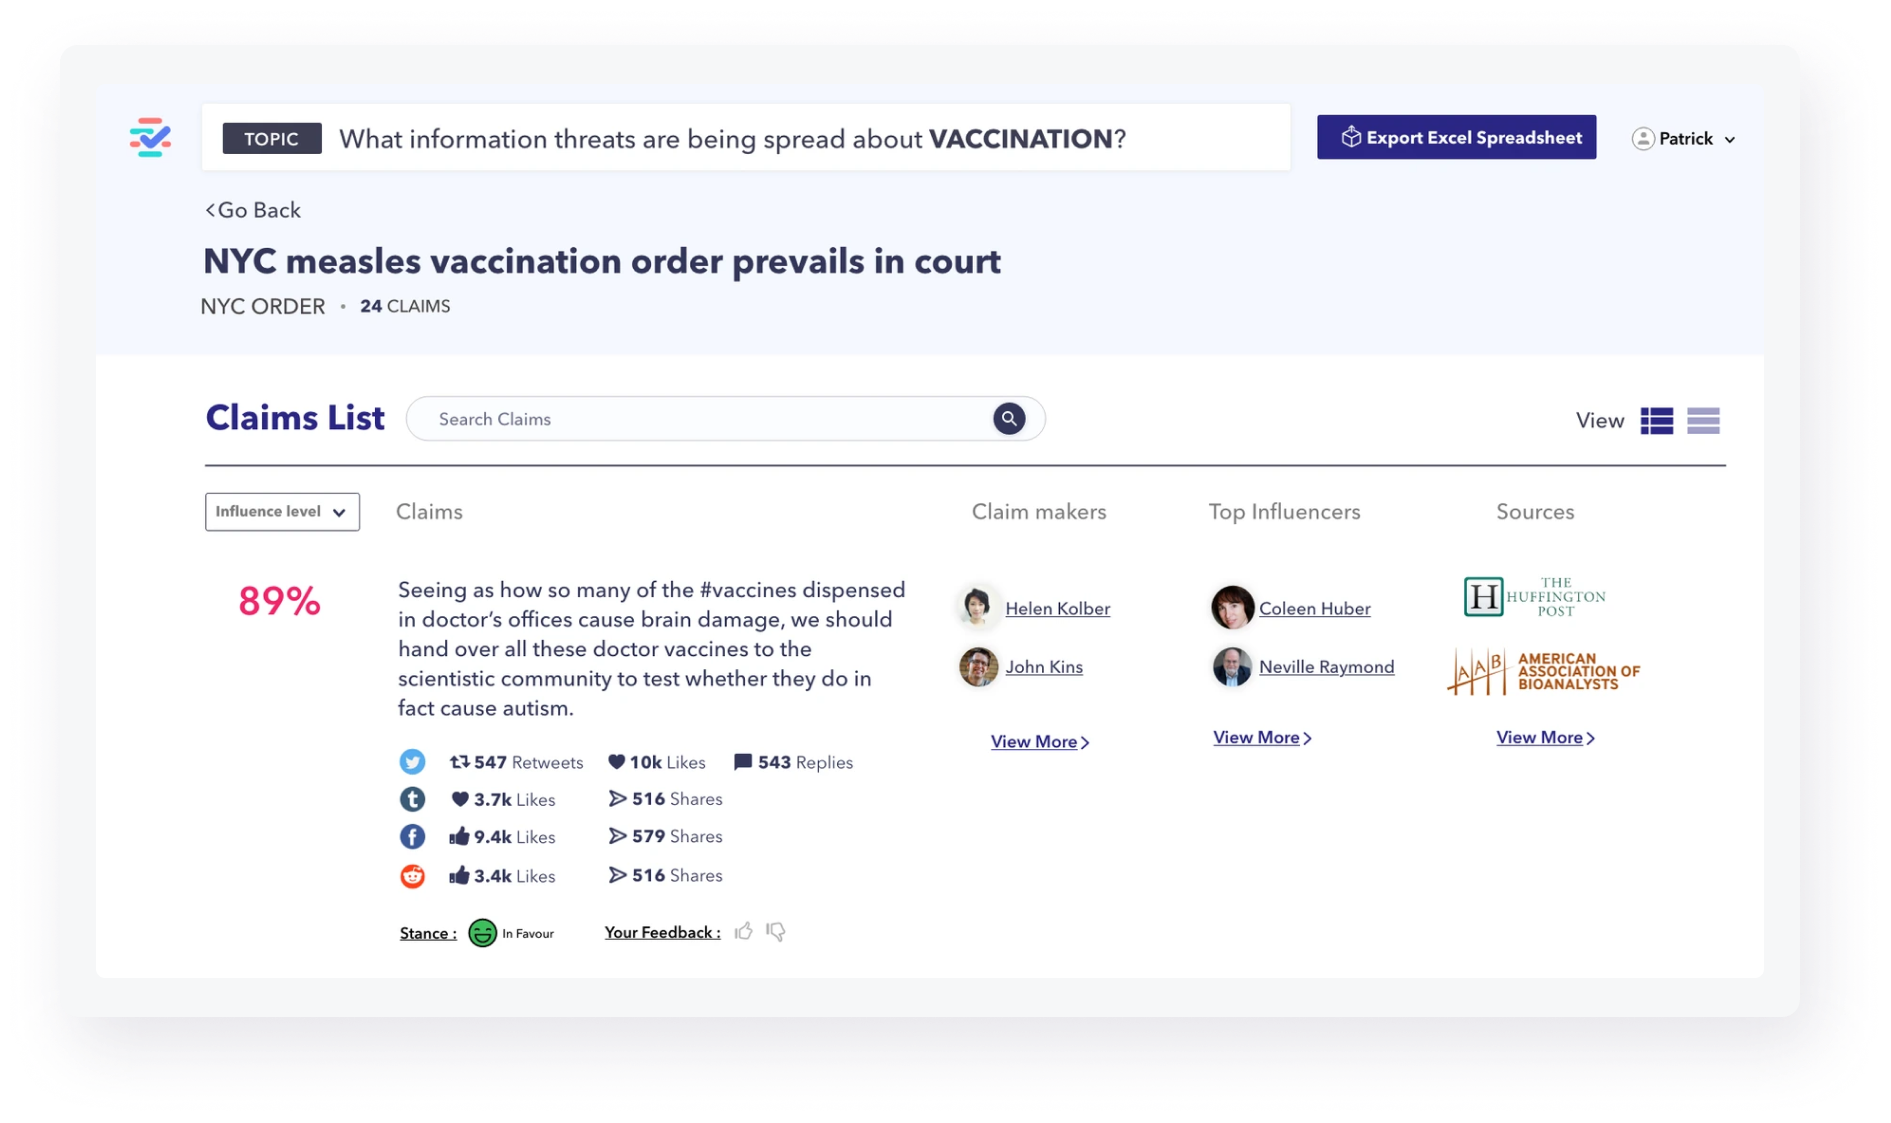 TOPIC What information threats are being spread about VACCINATION?
Export Excel Spreadsheet
Patrick
<Go Back
NYC measles vaccination order prevails in court
NYC ORDER • 24 CLAIMS
Claims List
Search Claims
View
Influence level
Claims
Claim makers
Top Influencers
Sources
89%
Seeing as how so many of the #vaccines dispensed
in doctor’s offices cause brain damage, we should
hand over all these doctor vaccines to the
scientistic community to test whether they do in
fact cause autism.
547 Retweets 10k Likes 543 Replies
3.7k Likes 516 Shares
9.4k Likes 579 Shares
3.4k Likes 516 Shares
Stance : In Favour
Your Feedback :
Helen Kolber
John Kins
View More >
Coleen Huber
Neville Raymond
View More >
H
THE
HUFFINGTON
POST
AAB
AMERICAN
ASSOCIATION OF
BIOANALYSTS
View More >